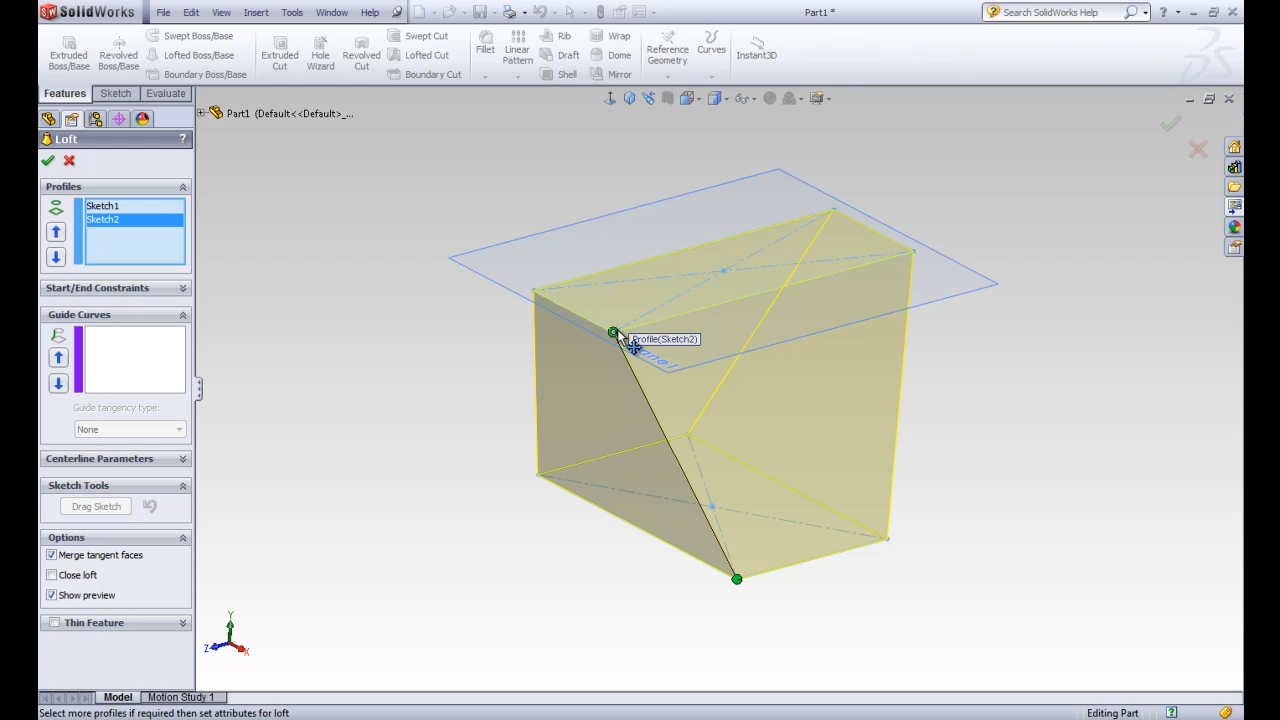 SolidWorks File Edit View Insert Tools Window Help Part1 * Search SolidWorks Help ?
Extruded Boss/Base
Revolved Boss/Base
Swept Boss/Base
Lofted Boss/Base
Boundary Boss/Base
Extruded Cut
Hole Wizard
Revolved Cut
Swept Cut
Lofted Cut
Boundary Cut
Fillet
Linear Pattern
Rib
Draft
Shell
Wrap
Dome
Mirror
Reference Geometry
Curves
Instant3D
Features Sketch Evaluate
Part1 (Default<<Default>_...
Loft ?
Profiles
Sketch1
Sketch2
Start/End Constraints
Guide Curves
Guide tangency type:
None
Centerline Parameters
Sketch Tools
Drag Sketch
Options
Merge tangent faces
Close loft
Show preview
Thin Feature
Profile(Sketch2)
Y
Z
X
Model Motion Study 1
Select more profiles if required then set attributes for loft Editing Part ?